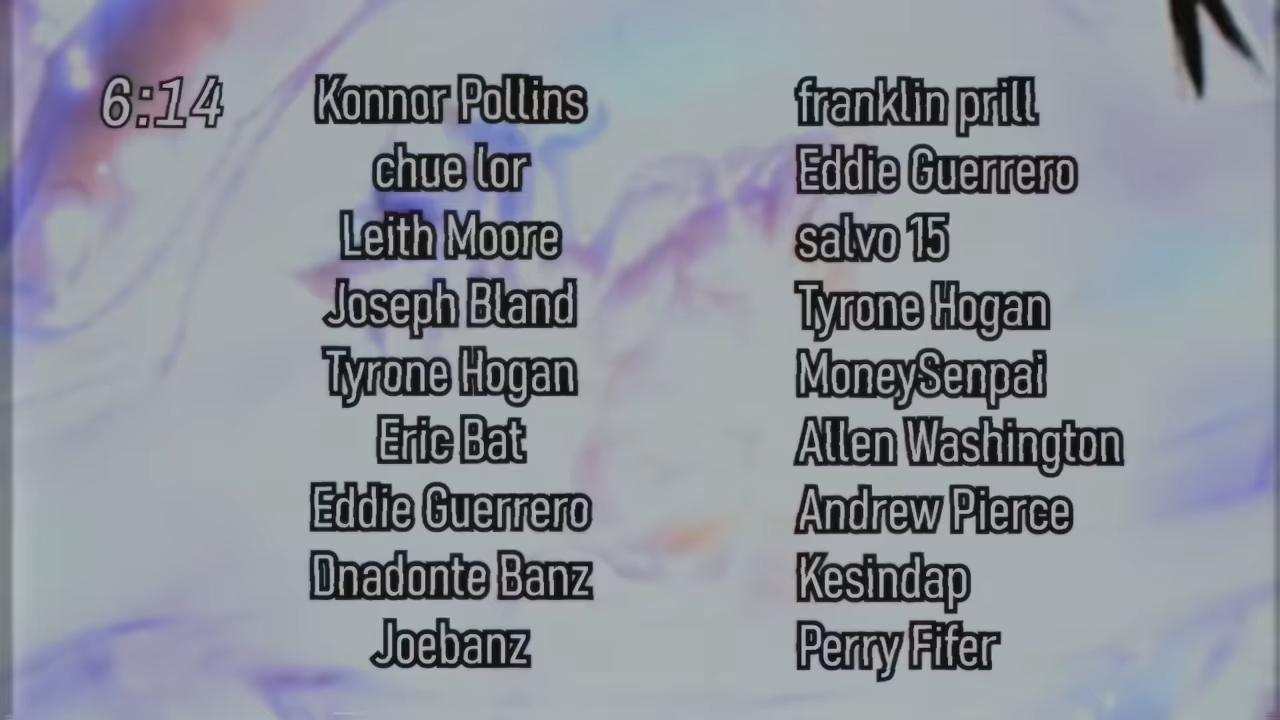 6:14
Konnor Pollins
chue lor
Leith Moore
Joseph Bland
Tyrone Hogan
Eric Bat
Eddie Guerrero
Dnadonte Banz
Joebanz
franklin prill
Eddie Guerrero
salvo 15
Tyrone Hogan
MoneySenpai
Allen Washington
Andrew Pierce
Kesindap
Perry Fifer